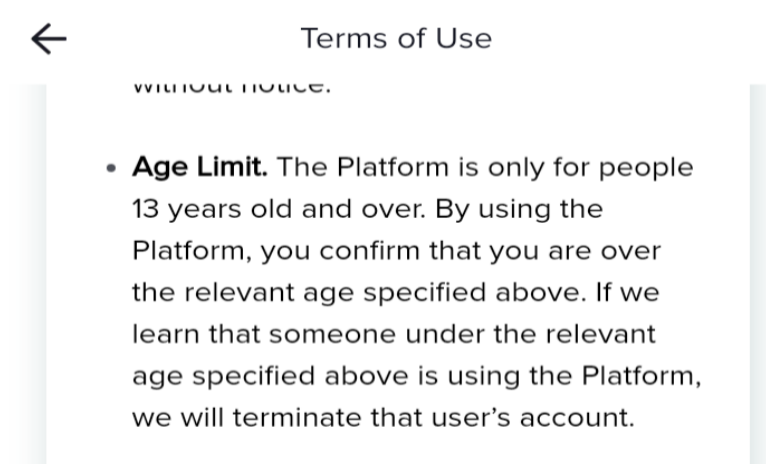 Terms of Use
without notice.
• Age Limit. The Platform is only for people
13 years old and over. By using the
Platform, you confirm that you are over
the relevant age specified above. If we
learn that someone under the relevant
age specified above is using the Platform,
we will terminate that user’s account.